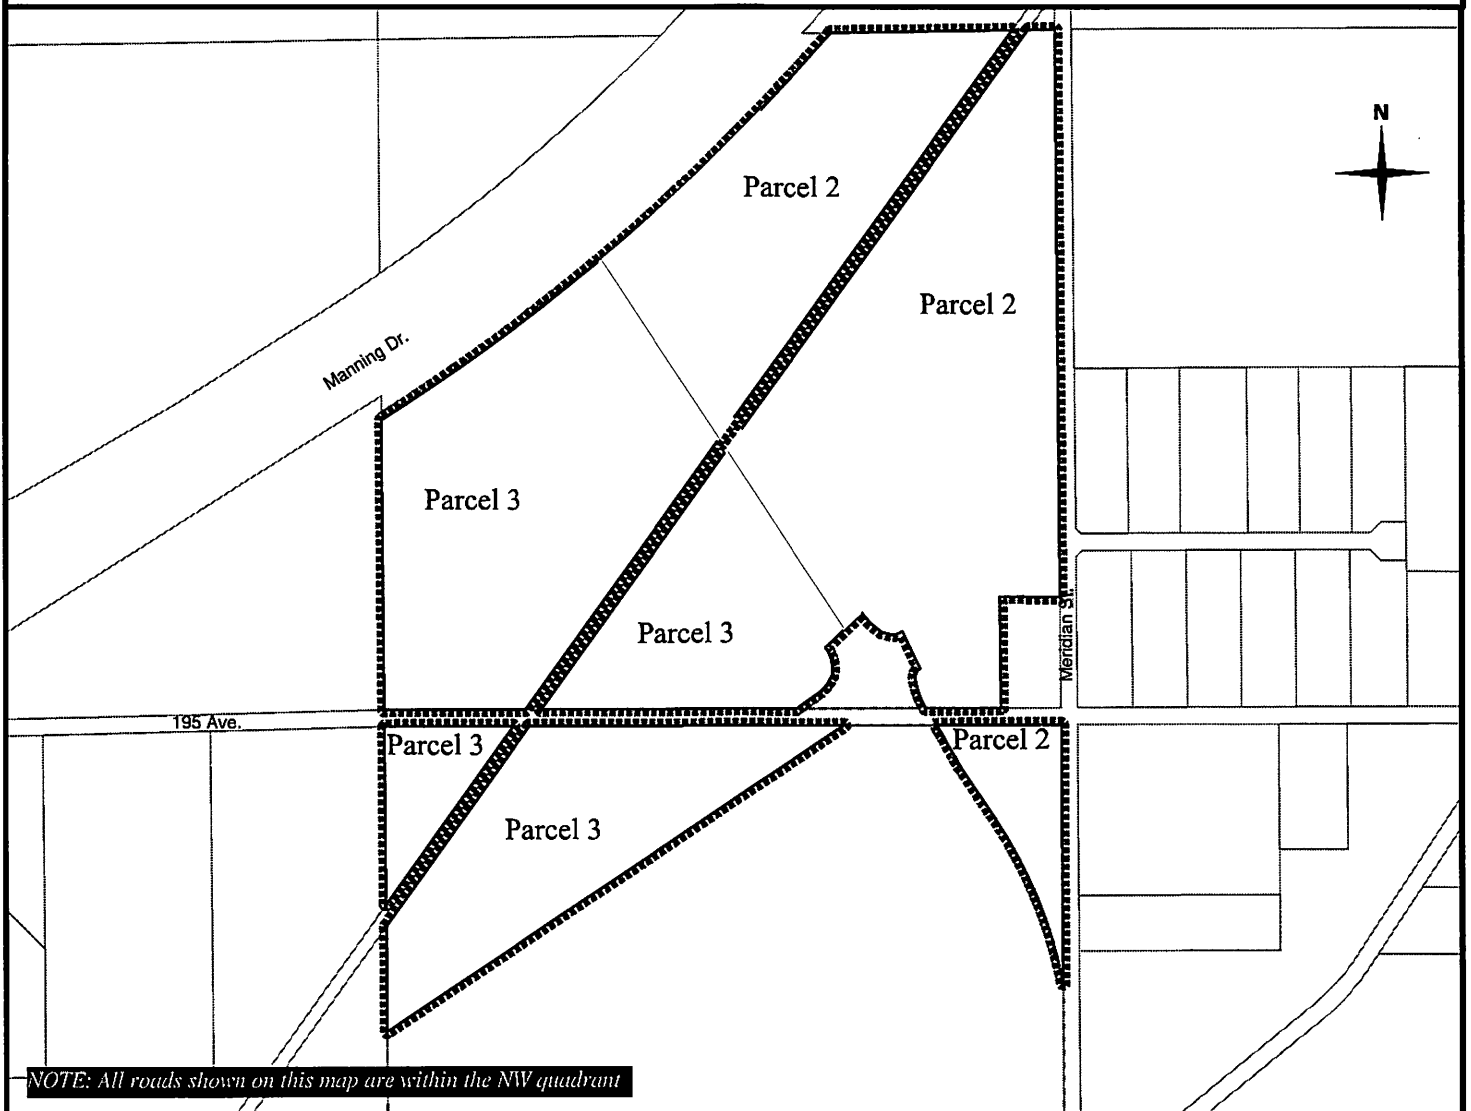 N
Parcel 2
Parcel 2
Manning Dr.
Parcel 3
Parcel 3
Meridian St.
195 Ave.
Parcel 3
Parcel 2
Parcel 3
NOTE: All roads shown on this map are within the NW quadrant